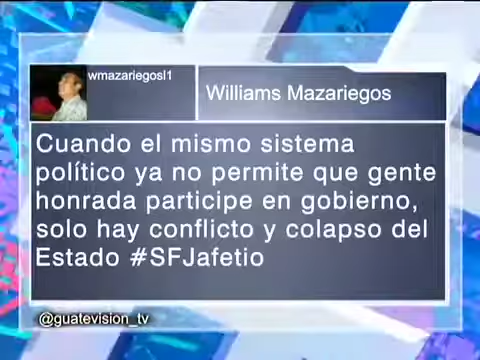 wmazariegosl1
Williams Mazariegos
Cuando el mismo sistema
político ya no permite que gente
honrada participe en gobierno,
solo hay conflicto y colapso del
Estado #SFJafetio
@guatevision_tv